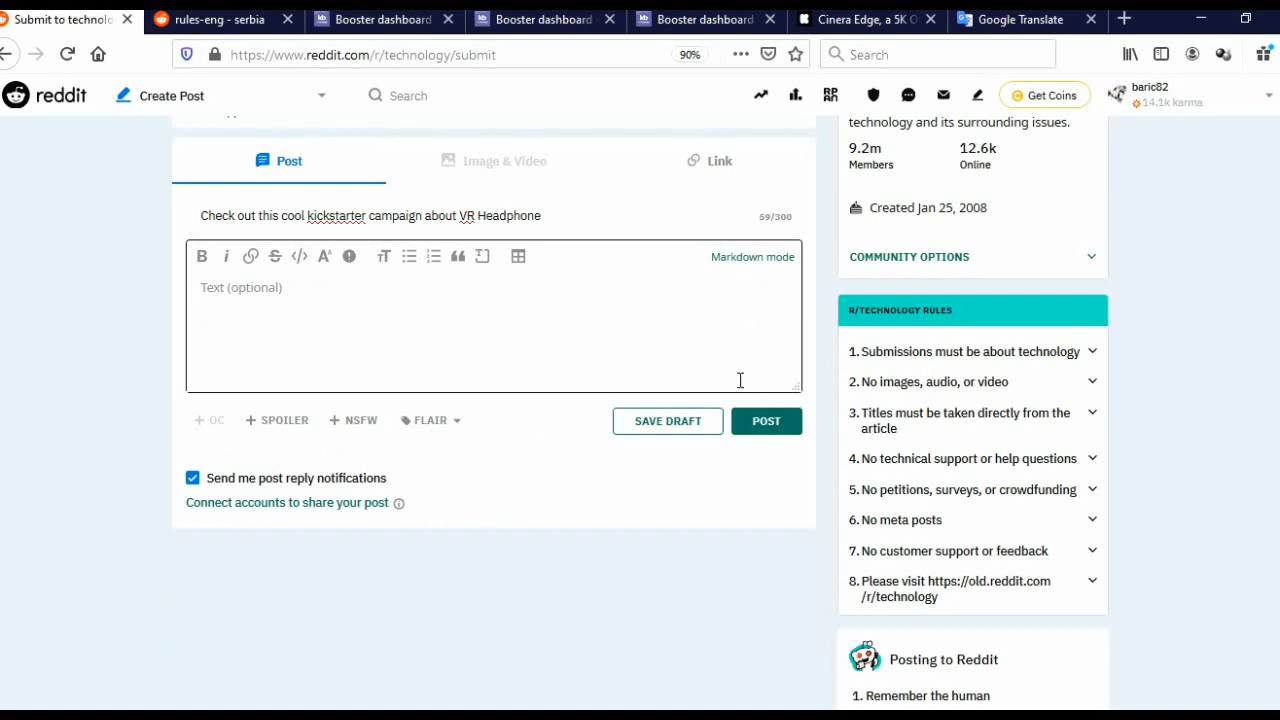 Submit to technolo
rules-eng - serbia
Booster dashboard
Booster dashboard
Booster dashboard
Cinera Edge, a 5K O
Google Translate
https://www.reddit.com/r/technology/submit
90%
Search
reddit
Create Post
Search
Get Coins
baric82
14.1k karma
technology and its surrounding issues.
9.2m
12.6k
Members
Online
Created Jan 25, 2008
COMMUNITY OPTIONS
Post
Image & Video
Link
Check out this cool kickstarter campaign about VR Headphone
59/300
Markdown mode
Text (optional)
+ OC
+ SPOILER
+ NSFW
FLAIR
SAVE DRAFT
POST
Send me post reply notifications
Connect accounts to share your post
R/TECHNOLOGY RULES
1. Submissions must be about technology
2. No images, audio, or video
3. Titles must be taken directly from the
article
4. No technical support or help questions
5. No petitions, surveys, or crowdfunding
6. No meta posts
7. No customer support or feedback
8. Please visit https://old.reddit.com
/r/technology
Posting to Reddit
1. Remember the human